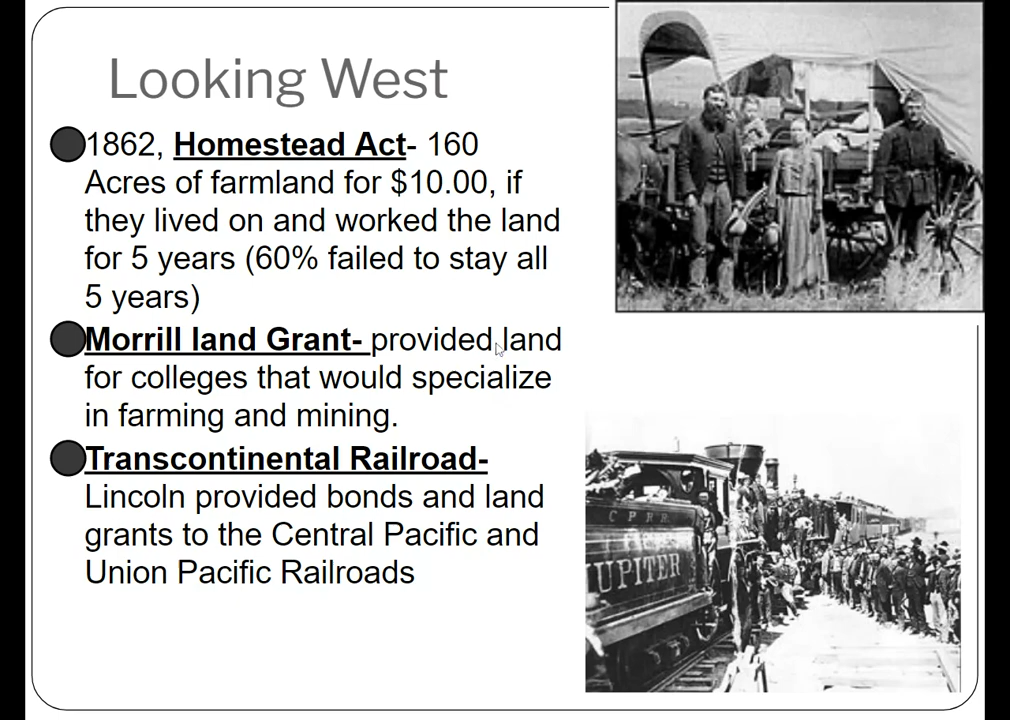 Looking West
1862, Homestead Act- 160
Acres of farmland for $10.00, if
they lived on and worked the land
for 5 years (60% failed to stay all
5 years)
Morrill land Grant- provided land
for colleges that would specialize
in farming and mining.
Transcontinental Railroad-
Lincoln provided bonds and land
grants to the Central Pacific and
Union Pacific Railroads
C P R R
JUPITER